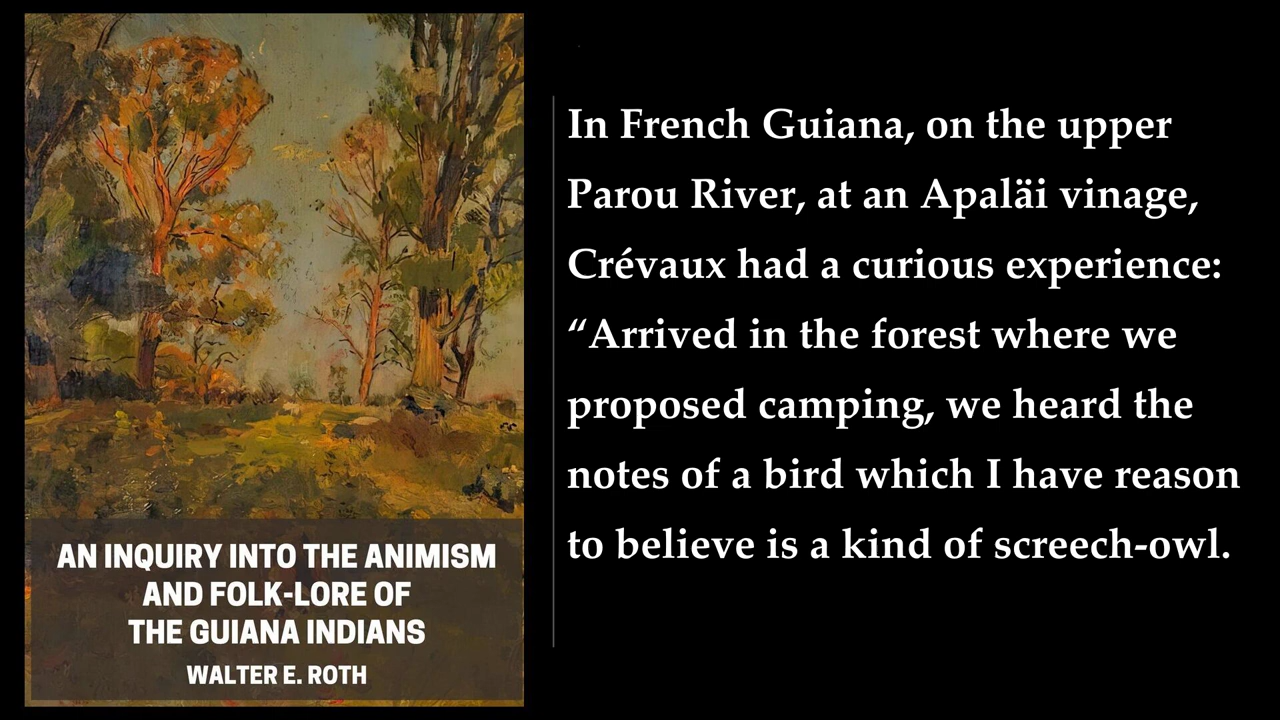 AN INQUIRY INTO THE ANIMISM
AND FOLK-LORE OF
THE GUIANA INDIANS
WALTER E. ROTH
In French Guiana, on the upper
Parou River, at an Apaläi vinage,
Crévaux had a curious experience:
“Arrived in the forest where we
proposed camping, we heard the
notes of a bird which I have reason
to believe is a kind of screech-owl.